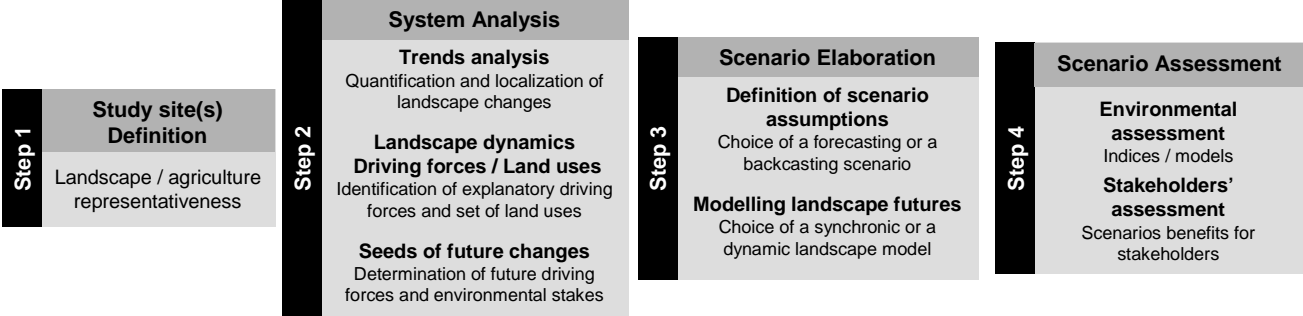 Step 1
Study site(s)
Definition
Landscape / agriculture
representativeness
Step 2
System Analysis
Trends analysis
Quantification and localization of
landscape changes
Landscape dynamics
Driving forces / Land uses
Identification of explanatory driving
forces and set of land uses
Seeds of future changes
Determination of future driving
forces and environmental stakes
Step 3
Scenario Elaboration
Definition of scenario
assumptions
Choice of a forecasting or a
backcasting scenario
Modelling landscape futures
Choice of a synchronic or a
dynamic landscape model
Step 4
Scenario Assessment
Environmental
assessment
Indices / models
Stakeholders’
assessment
Scenarios benefits for
stakeholders